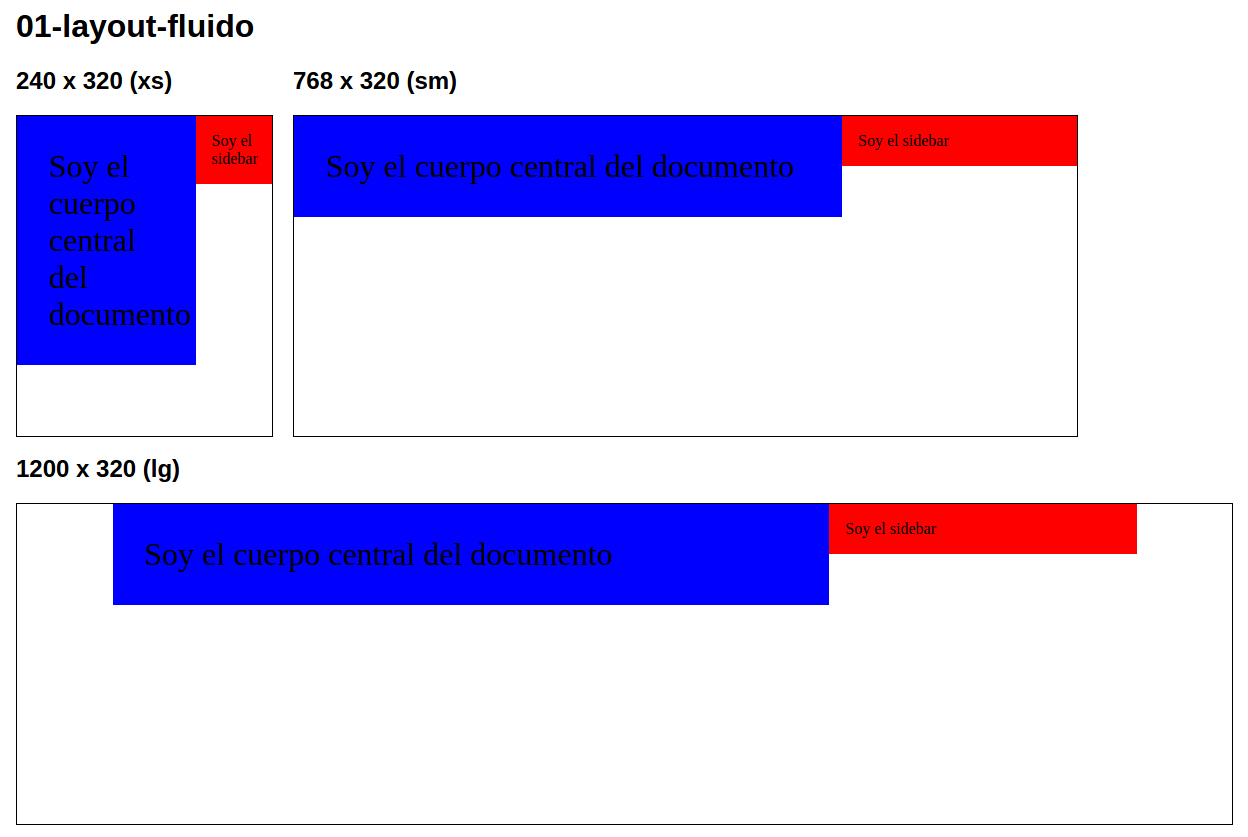 01-layout-fluido
240 x 320 (xs)
Soy el
cuerpo
central
del
documento
Soy el
sidebar
768 x 320 (sm)
Soy el cuerpo central del documento
Soy el sidebar
1200 x 320 (lg)
Soy el cuerpo central del documento
Soy el sidebar